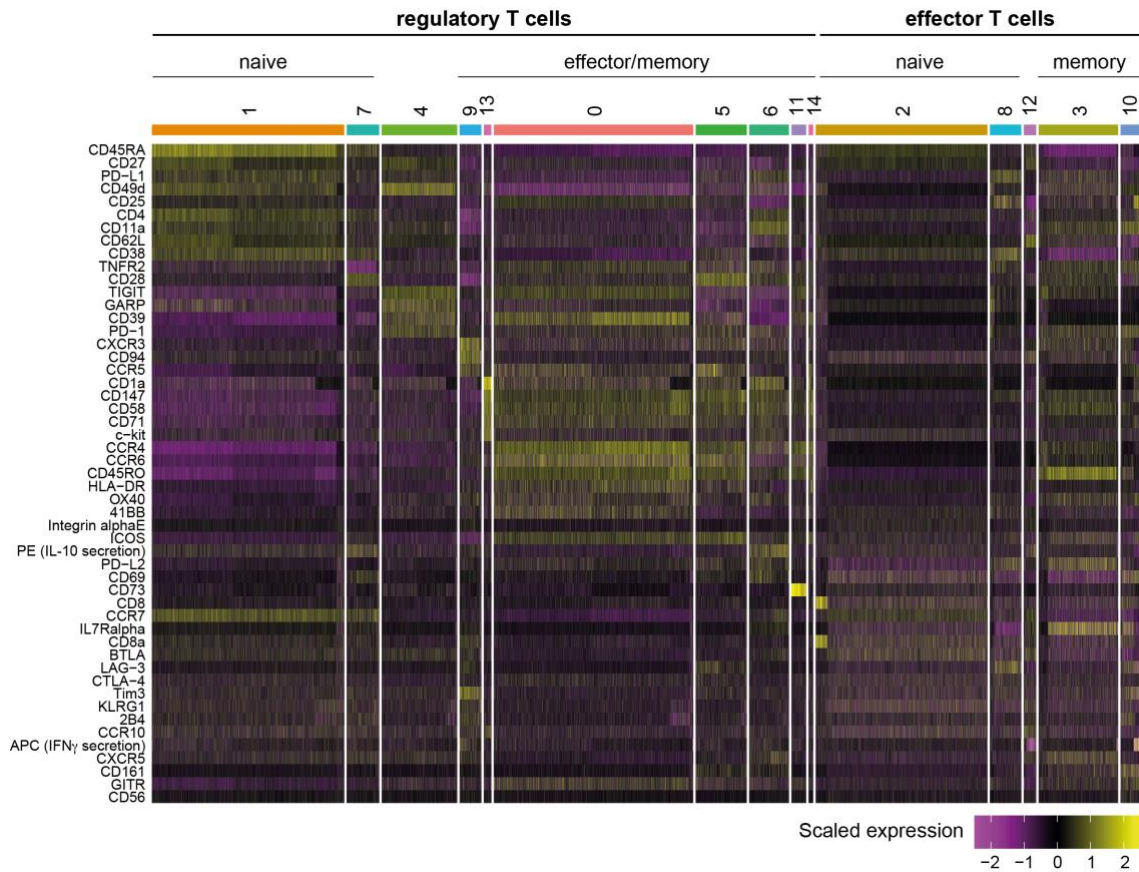 regulatory T cells effector T cells
naive effector/memory naive memory
1 7 4 9 13 0 5 6 11 14 2 8 12 3 10
CD45RA
CD27
PD-L1
CD49d
CD25
CD4
CD11a
CD62L
CD38
TNFR2
CD28
TIGIT
GARP
CD39
PD-1
CXCR3
CD94
CCR5
CD1a
CD147
CD58
CD71
c-kit
CCR4
CCR6
CD45RO
HLA-DR
OX40
41BB
Integrin alphaE
ICOS
PE (IL-10 secretion)
PD-L2
CD69
CD73
CD8
CCR7
IL7Ralpha
CD8a
BTLA
LAG-3
CTLA-4
Tim3
KLRG1
2B4
CCR10
APC (IFNγ secretion)
CXCR5
CD161
GITR
CD56
Scaled expression
−2 −1 0 1 2